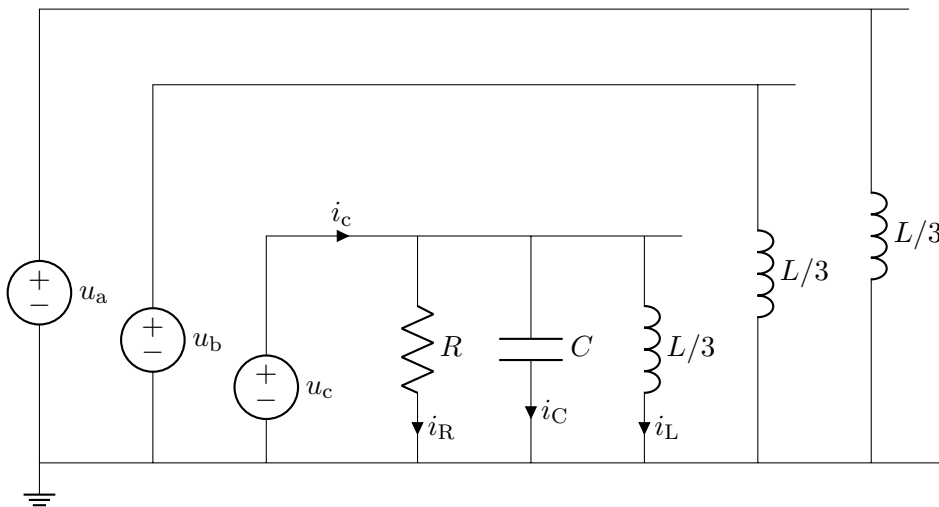 i_c
L/3
L/3
u_a
+
−
u_b
+
−
u_c
+
−
R
C
L/3
i_R
i_C
i_L